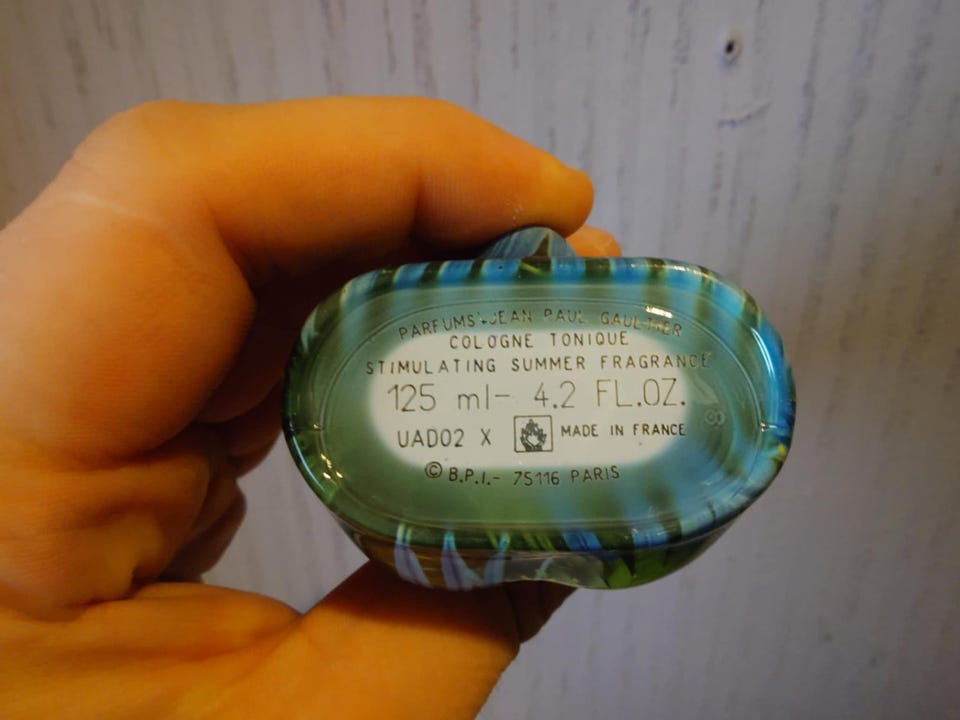 PARFUMS JEAN PAUL GAULTIER
COLOGNE TONIQUE
STIMULATING SUMMER FRAGRANCE
125 ml- 4.2 FL.OZ.
UAD02 X MADE IN FRANCE
© B.P.I.- 75116 PARIS